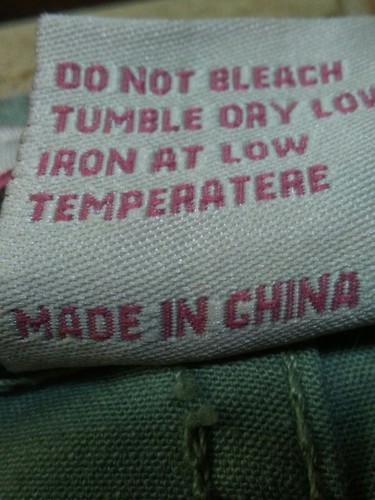 DO NOT BLEACH
TUMBLE DRY LOW
IRON AT LOW
TEMPERATERE
MADE IN CHINA